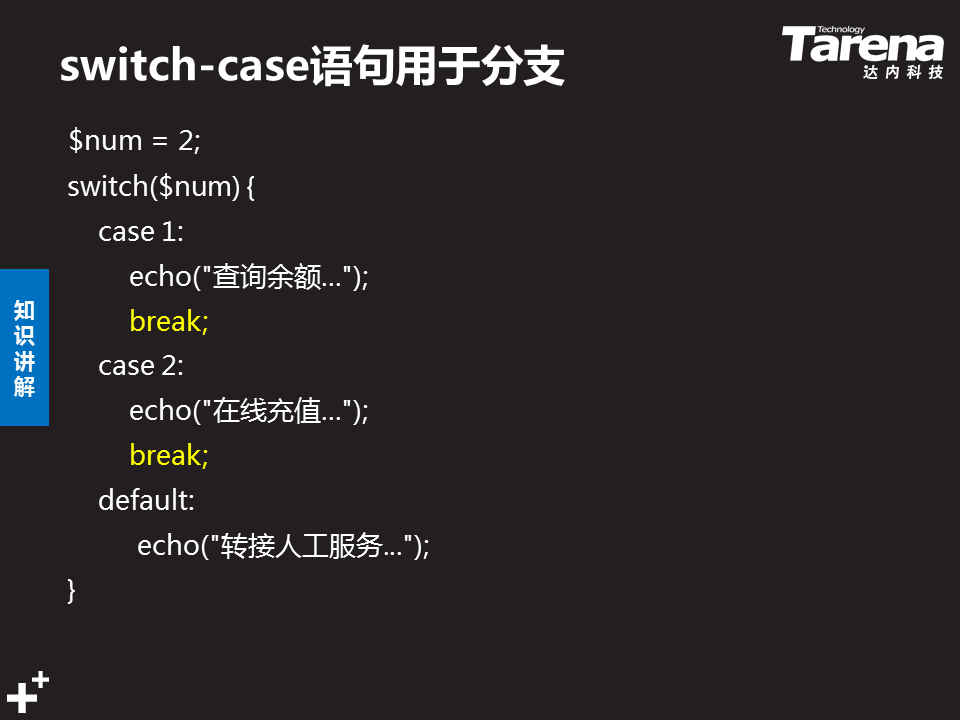 switch-case语句用于分支
Technology
Tarena
达内科技
$num = 2;
switch($num) {
case 1:
echo("查询余额...");
break;
case 2:
echo("在线充值...");
break;
default:
echo("转接人工服务...");
}
知
识
讲
解